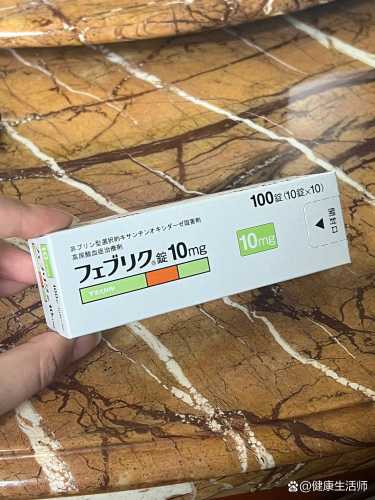 100錠(10錠×10)
開封口
非プリン型選択的キサンチンオキシダーゼ阻害剤
高尿酸血症治療剤
フェブリク®錠10mg
10mg
TEIJIN
@健康生活师